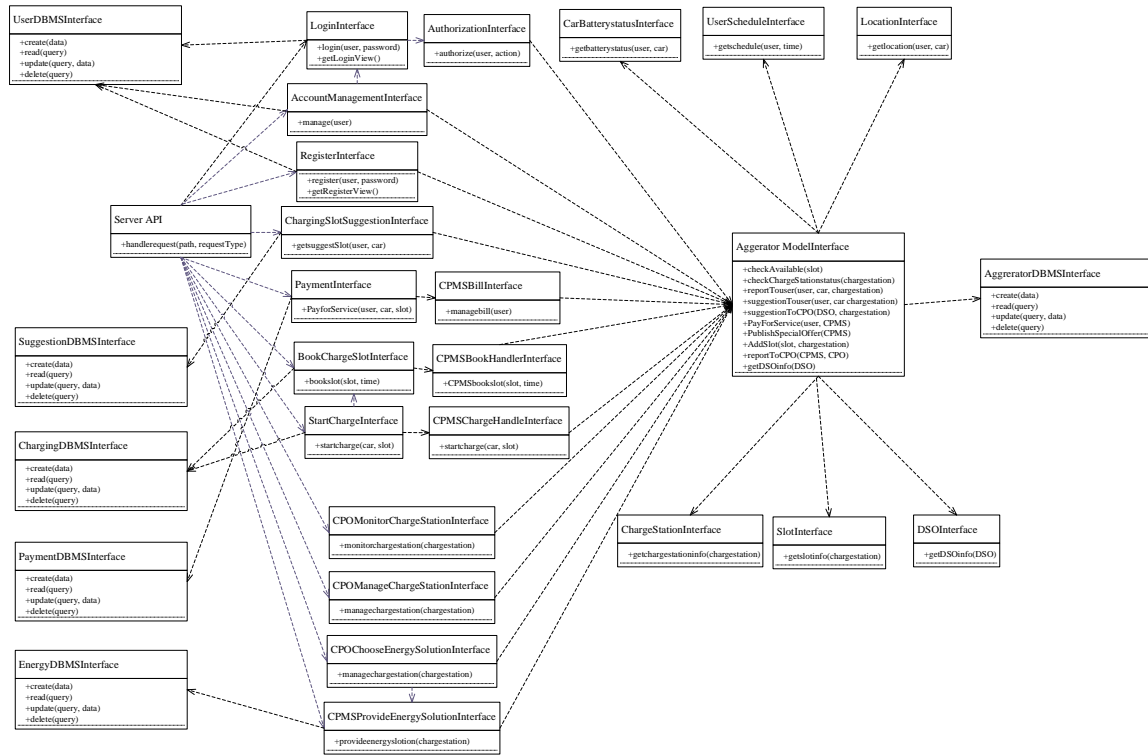 UserDBMSInterface
+create(data)
+read(query)
+update(query, data)
+delete(query)
LoginInterface
+login(user, password)
+getLoginView()
AuthorizationInterface
+authorize(user, action)
CarBatterystatusInterface
+getbatterystatus(user, car)
UserScheduleInterface
+getschedule(user, time)
LocationInterface
+getlocation(user, car)
AccountManagementInterface
+manage(user)
RegisterInterface
+register(user, password)
+getRegisterView()
Server API
+handlerequest(path, requestType)
ChargingSlotSuggestionInterface
+getsuggestSlot(user, car)
PaymentInterface
+PayforService(user, car, slot)
CPMSBillInterface
+managebill(user)
Aggerator ModelInterface
+checkAvailable(slot)
+checkChargeStationstatus(chargestation)
+reportTouser(user, car, chargestation)
+suggestionTouser(user, car chargestation)
+suggestionToCPO(DSO, chargestation)
+PayForService(user, CPMS)
+PublishSpecialOffer(CPMS)
+AddSlot(slot, chargestation)
+reportToCPO(CPMS, CPO)
+getDSOinfo(DSO)
AggreratorDBMSInterface
+create(data)
+read(query)
+update(query, data)
+delete(query)
SuggestionDBMSInterface
+create(data)
+read(query)
+update(query, data)
+delete(query)
BookChargeSlotInterface
+bookslot(slot, time)
CPMSBookHandlerInterface
+CPMSbookslot(slot, time)
StartChargeInterface
+startcharge(car, slot)
CPMSChargeHandleInterface
+startcharge(car, slot)
ChargingDBMSInterface
+create(data)
+read(query)
+update(query, data)
+delete(query)
CPOMonitorChargeStationInterface
+monitorchargestation(chargestation)
ChargeStationInterface
+getchargestationinfo(chargestation)
SlotInterface
+getslotinfo(chargestation)
DSOInterface
+getDSOinfo(DSO)
PaymentDBMSInterface
+create(data)
+read(query)
+update(query, data)
+delete(query)
CPOManageChargeStationInterface
+managechargestation(chargestation)
CPOChooseEnergySolutionInterface
+managechargestation(chargestation)
EnergyDBMSInterface
+create(data)
+read(query)
+update(query, data)
+delete(query)
CPMSProvideEnergySolutionInterface
+provideenergyslotion(chargestation)